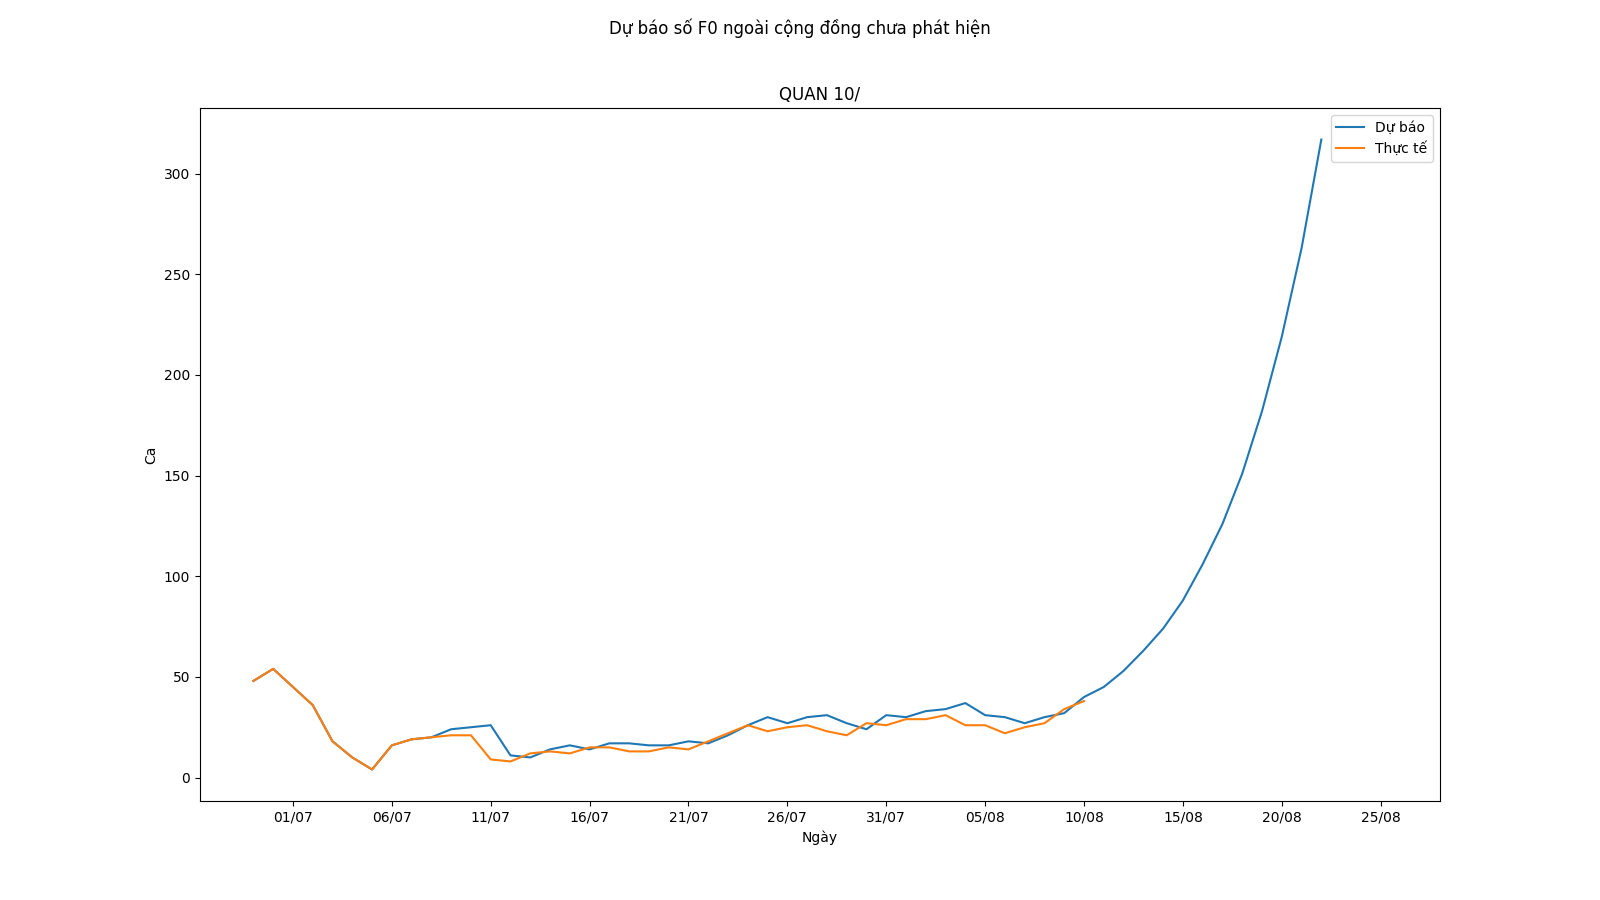 Dự báo số F0 ngoài cộng đồng chưa phát hiện
QUAN 10/
Dự báo
Thực tế
300
250
200
150
100
50
0
Ca
01/07 06/07 11/07 16/07 21/07 26/07 31/07 05/08 10/08 15/08 20/08 25/08
Ngày